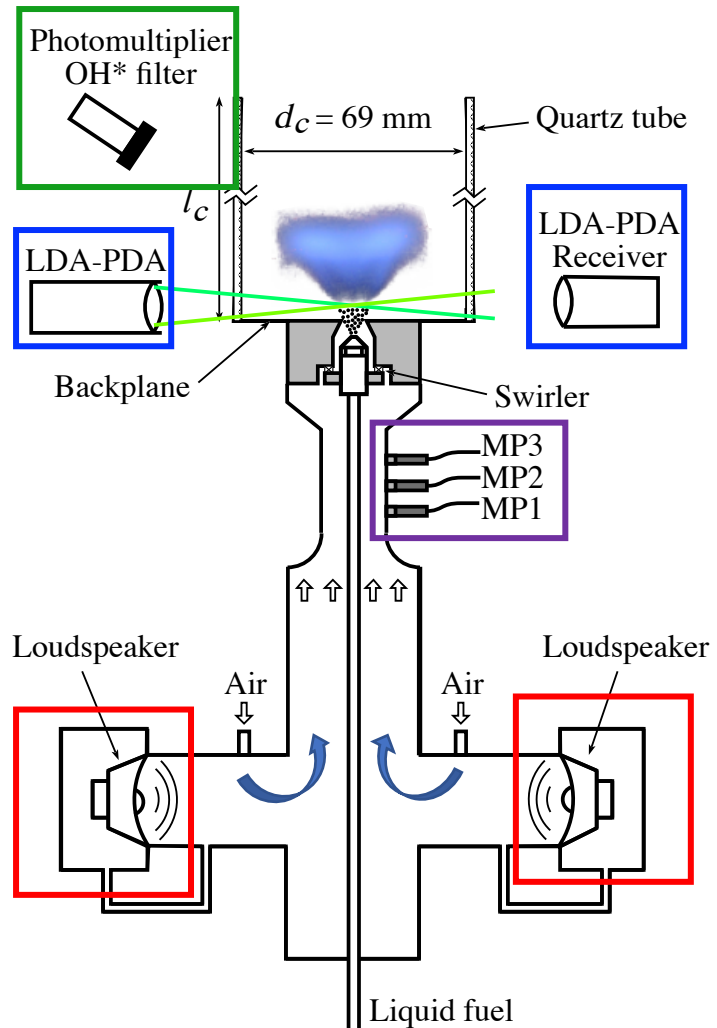 Photomultiplier
OH* filter
d_c = 69 mm
Quartz tube
l_c
LDA-PDA
LDA-PDA
Receiver
Backplane
Swirler
MP3
MP2
MP1
Loudspeaker
Loudspeaker
Air
Air
Liquid fuel